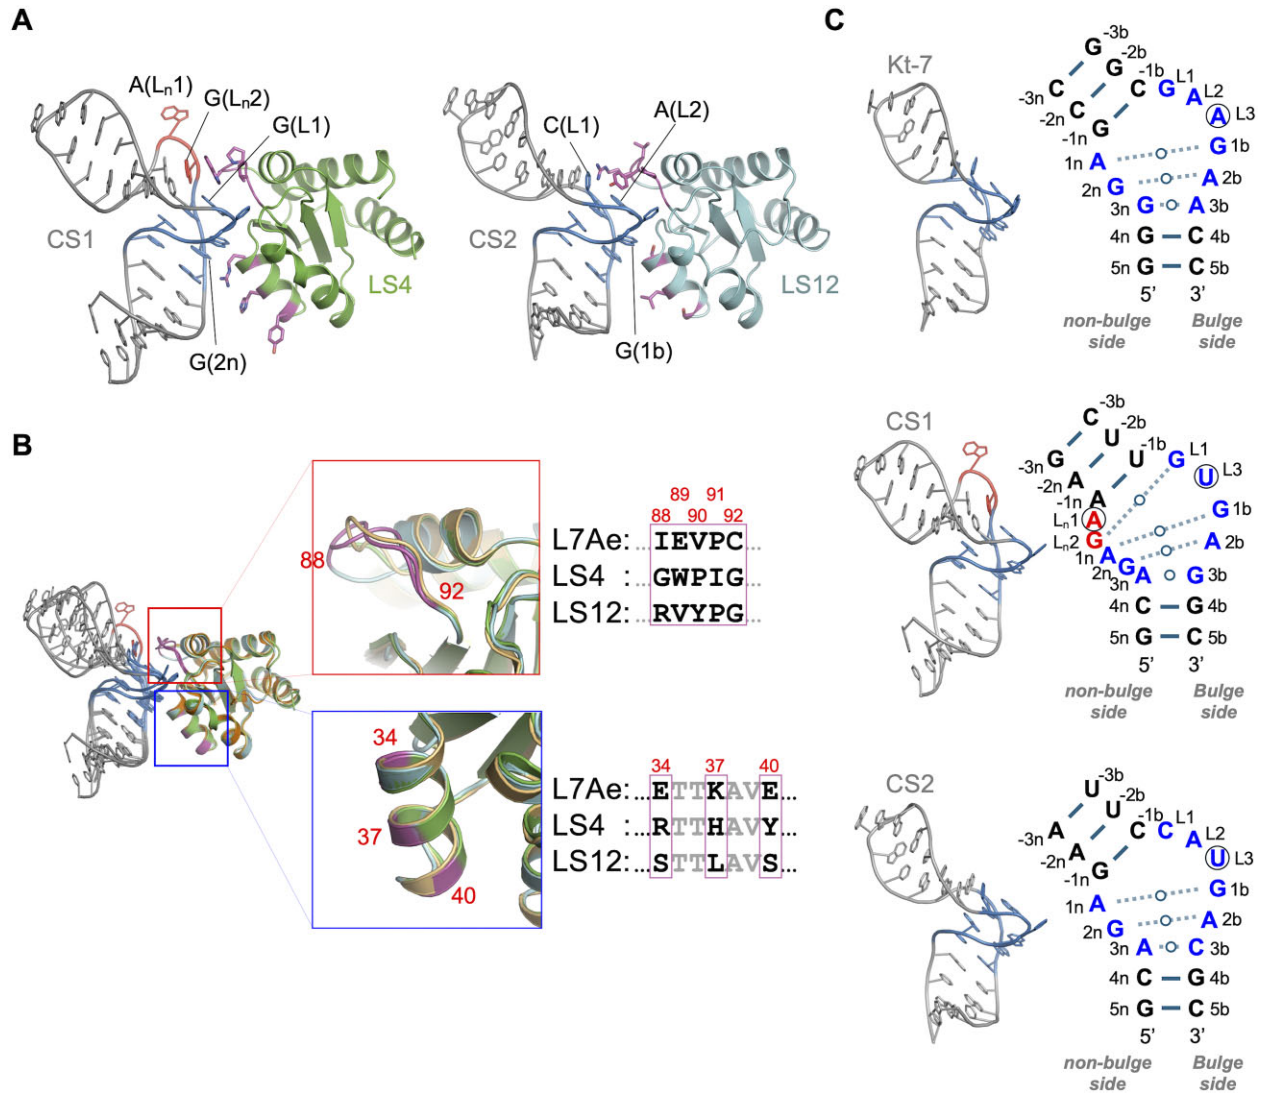 A
A(Ln1)
G(Ln2)
G(L1)
CS1
LS4
G(2n)
C(L1)
A(L2)
CS2
LS12
G(1b)
B
88
92
89 91
88 90 92
L7Ae: IEVPC...
LS4 : ...GWPIG...
LS12: ...RVYPG...
34
37
40
34 37 40
L7Ae:...ETTKAVE...
LS4 :...RTTHAVY...
LS12:...STTLAVS...
C
Kt-7
G -3b
G -2b
-3n C
C -1b G L1
-2n C
A L2
A L3
-1n G
1n A G 1b
2n G A 2b
3n G A 3b
4n G C 4b
5n G C 5b
5’ 3’
non-bulge side
Bulge side
CS1
C -3b
U -2b
-3n G
U -1b G L1
-2n A
U L3
-1n A
Ln1 A
G 1b
Ln2 G
1n A A 2b
2n G
3n A G 3b
4n C G 4b
5n G C 5b
5’ 3’
non-bulge side
Bulge side
CS2
U -3b
U -2b
-3n A
C -1b C L1
-2n A
A L2
U L3
-1n G
1n A G 1b
2n G A 2b
3n A C 3b
4n C G 4b
5n G C 5b
5’ 3’
non-bulge side
Bulge side